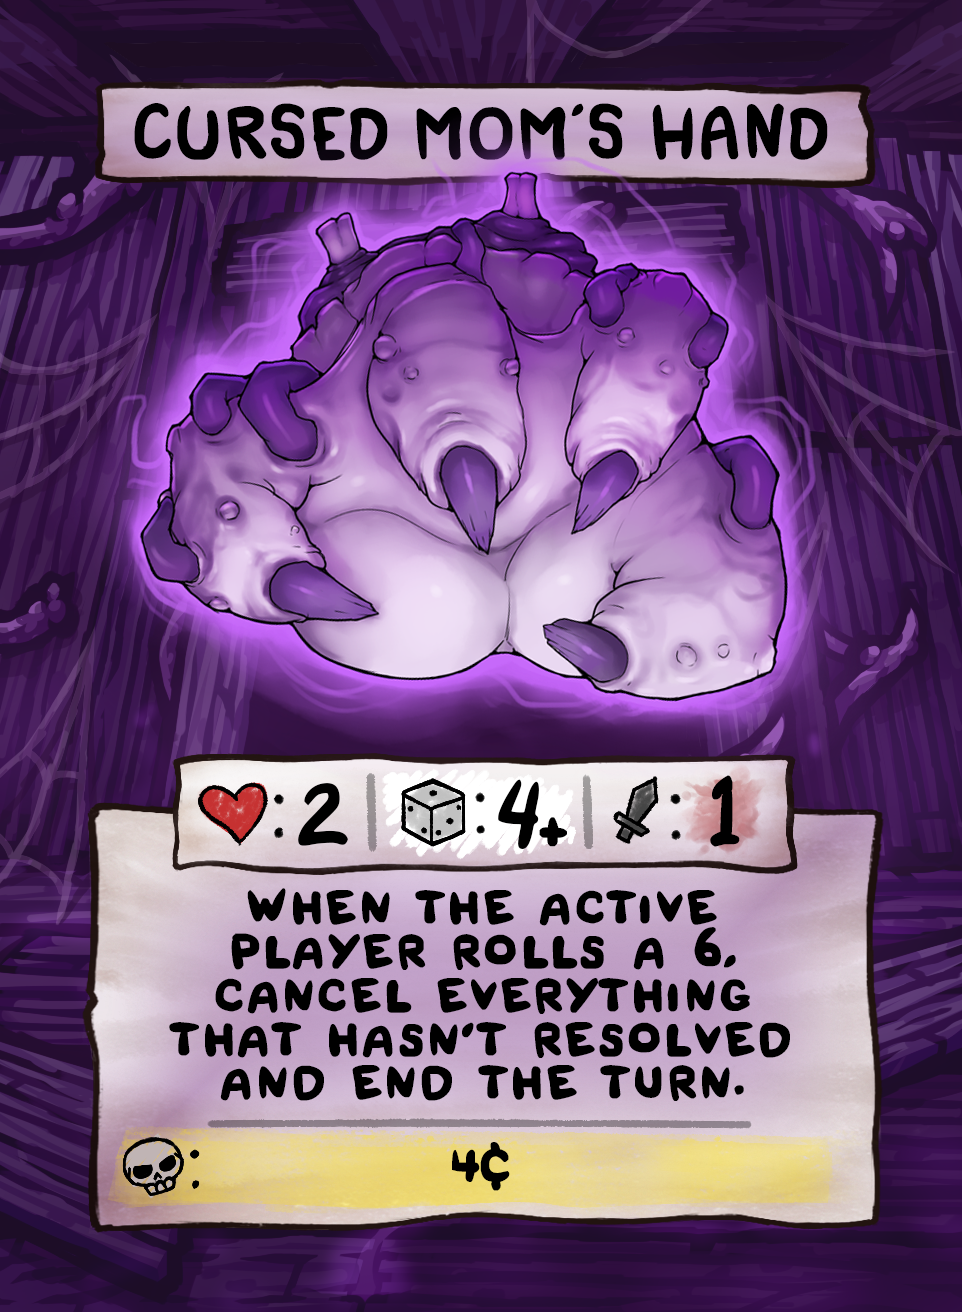 CURSED MOM'S HAND
: 2 : 4+ : 1
WHEN THE ACTIVE
PLAYER ROLLS A 6,
CANCEL EVERYTHING
THAT HASN'T RESOLVED
AND END THE TURN.
: 4¢